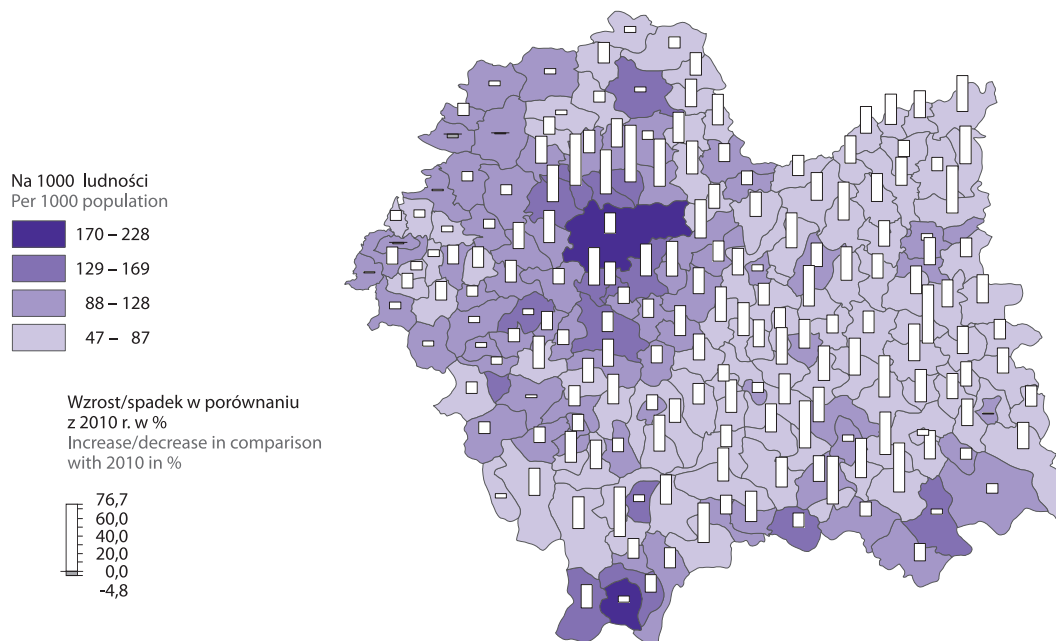 Na 1000 ludności
Per 1000 population
170 – 228
129 – 169
88 – 128
47 – 87
Wzrost/spadek w porównaniu
z 2010 r. w %
Increase/decrease in comparison
with 2010 in %
76,7
60,0
40,0
20,0
0,0
-4,8